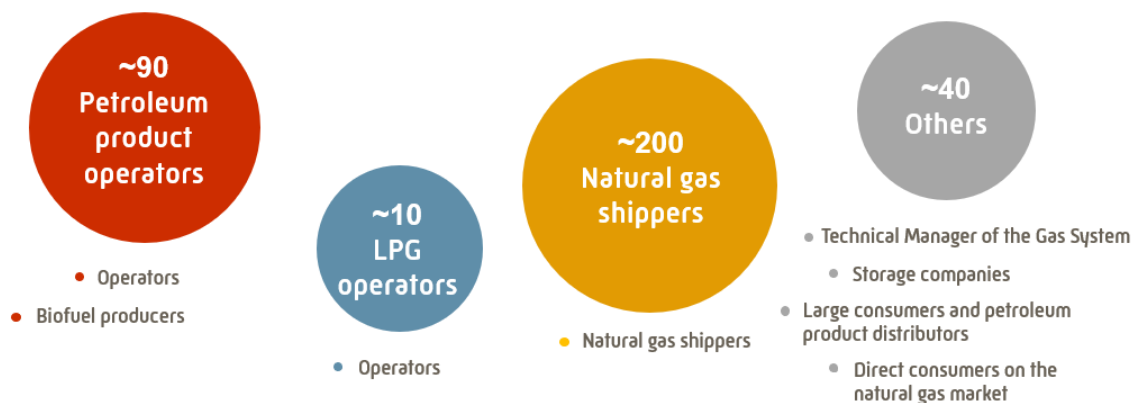 ~90
Petroleum
product
operators
• Operators
• Biofuel producers
~10
LPG
operators
• Operators
~200
Natural gas
shippers
• Natural gas shippers
~40
Others
• Technical Manager of the Gas System
• Storage companies
• Large consumers and petroleum
product distributors
• Direct consumers on the
natural gas market